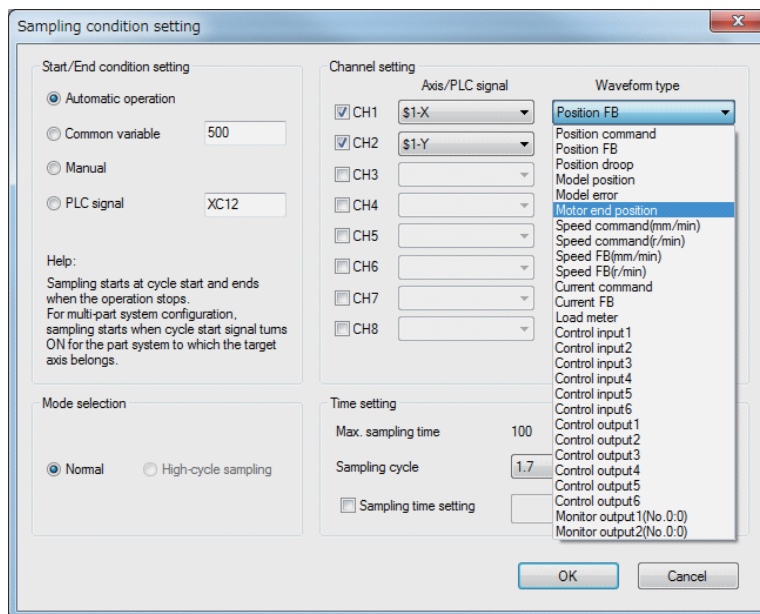 Sampling condition setting
Start/End condition setting
Automatic operation
Common variable 500
Manual
PLC signal XC12
Help:
Sampling starts at cycle start and ends
when the operation stops.
For multi-part system configuration,
sampling starts when cycle start signal turns
ON for the part system to which the target
axis belongs.
Channel setting
Axis/PLC signal Waveform type
CH1 $1-X Position FB
CH2 $1-Y
CH3
CH4
CH5
CH6
CH7
CH8
Position command
Position FB
Position droop
Model position
Model error
Motor end position
Speed command(mm/min)
Speed command(r/min)
Speed FB(mm/min)
Speed FB(r/min)
Current command
Current FB
Load meter
Control input1
Control input2
Control input3
Control input4
Control input5
Control input6
Control output1
Control output2
Control output3
Control output4
Control output5
Control output6
Monitor output1(No.0:0)
Monitor output2(No.0:0)
Mode selection
Normal High-cycle sampling
Time setting
Max. sampling time 100
Sampling cycle 1.7
Sampling time setting
OK Cancel